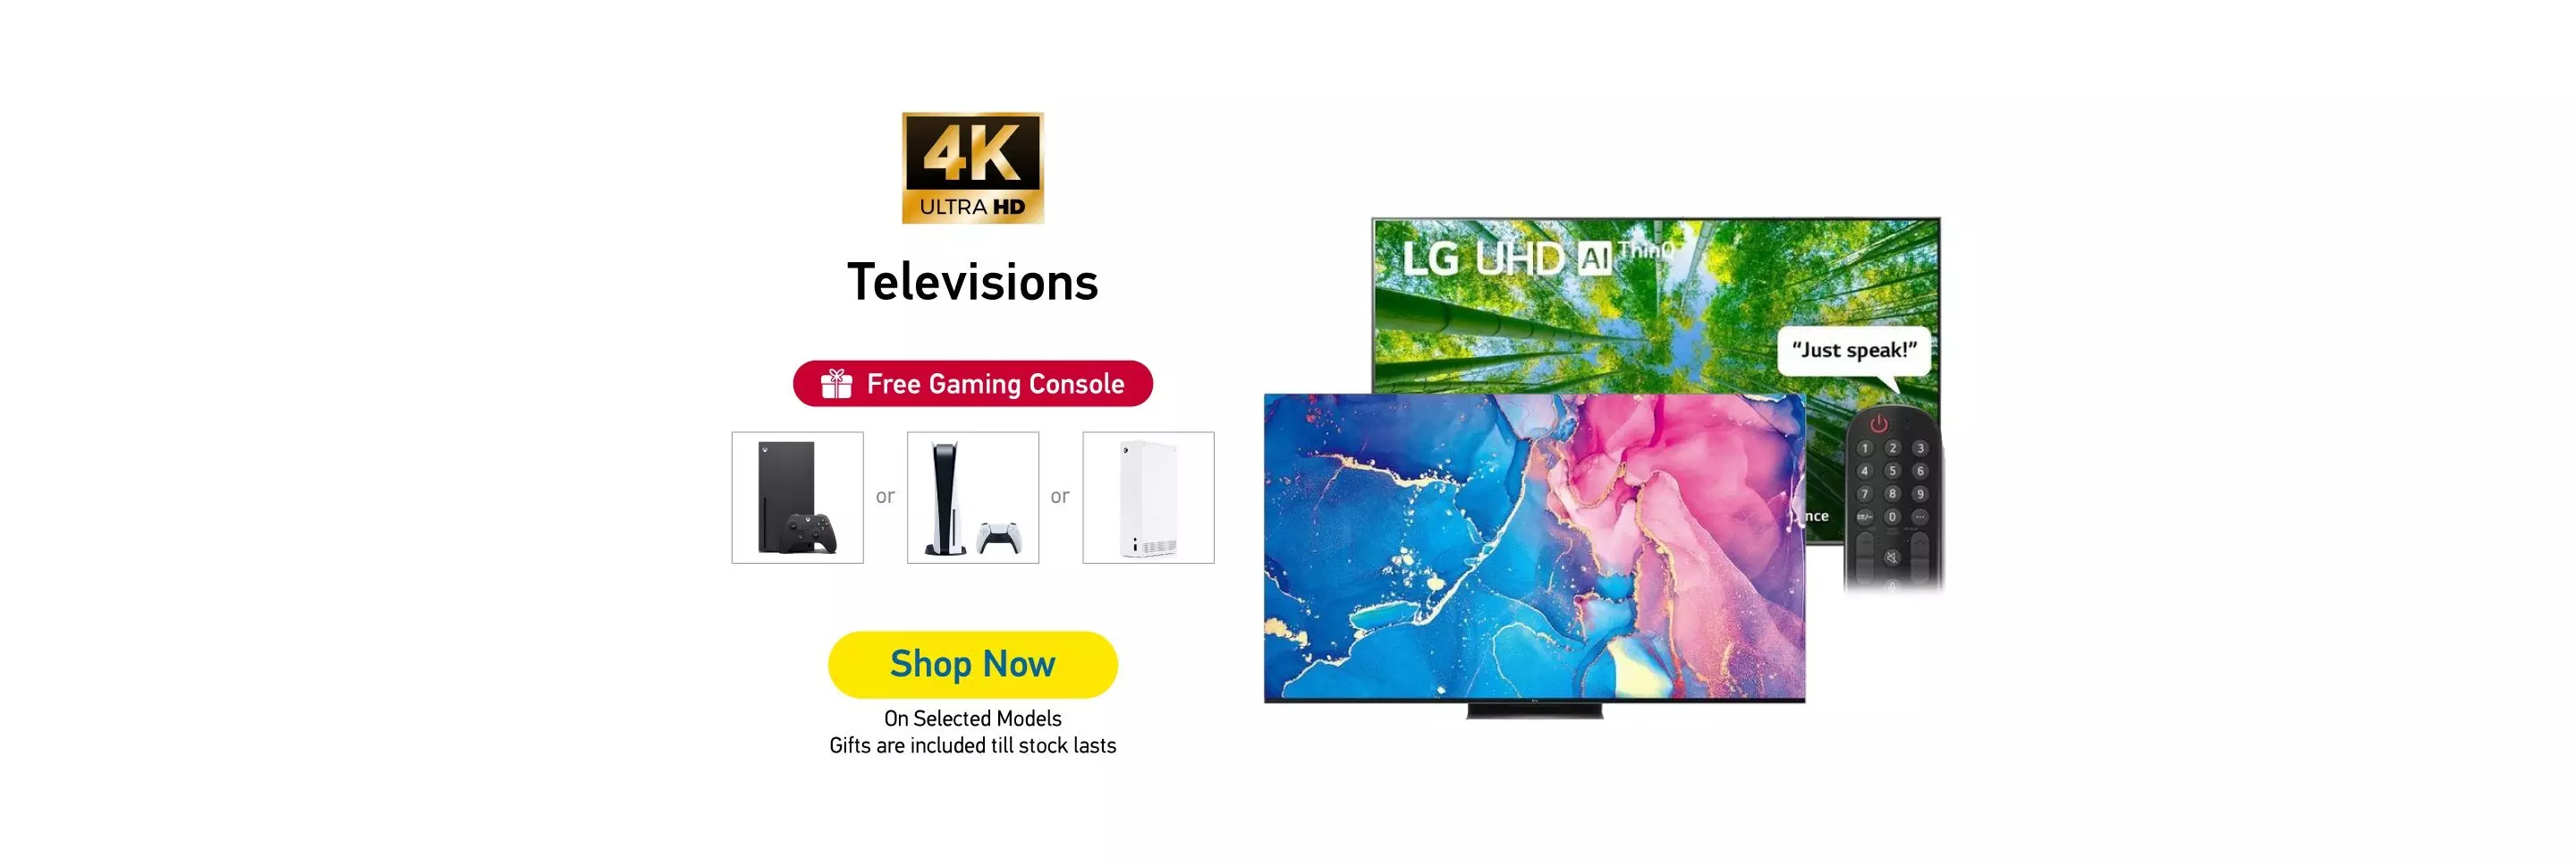 4K
ULTRA HD
Televisions
Free Gaming Console
or
or
Shop Now
On Selected Models
Gifts are included till stock lasts
LG UHD AI ThinQ
“Just speak!”
nce
1 2 3
4 5 6
7 8 9
0